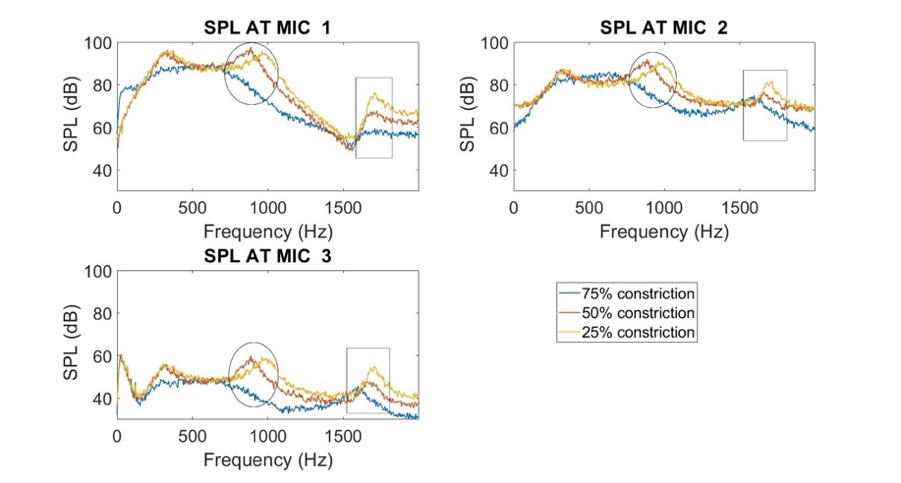 SPL AT MIC 1
100
80
60
40
SPL (dB)
0 500 1000 1500
Frequency (Hz)
SPL AT MIC 2
100
80
60
40
SPL (dB)
0 500 1000 1500
Frequency (Hz)
SPL AT MIC 3
100
80
60
40
SPL (dB)
0 500 1000 1500
Frequency (Hz)
75% constriction
50% constriction
25% constriction